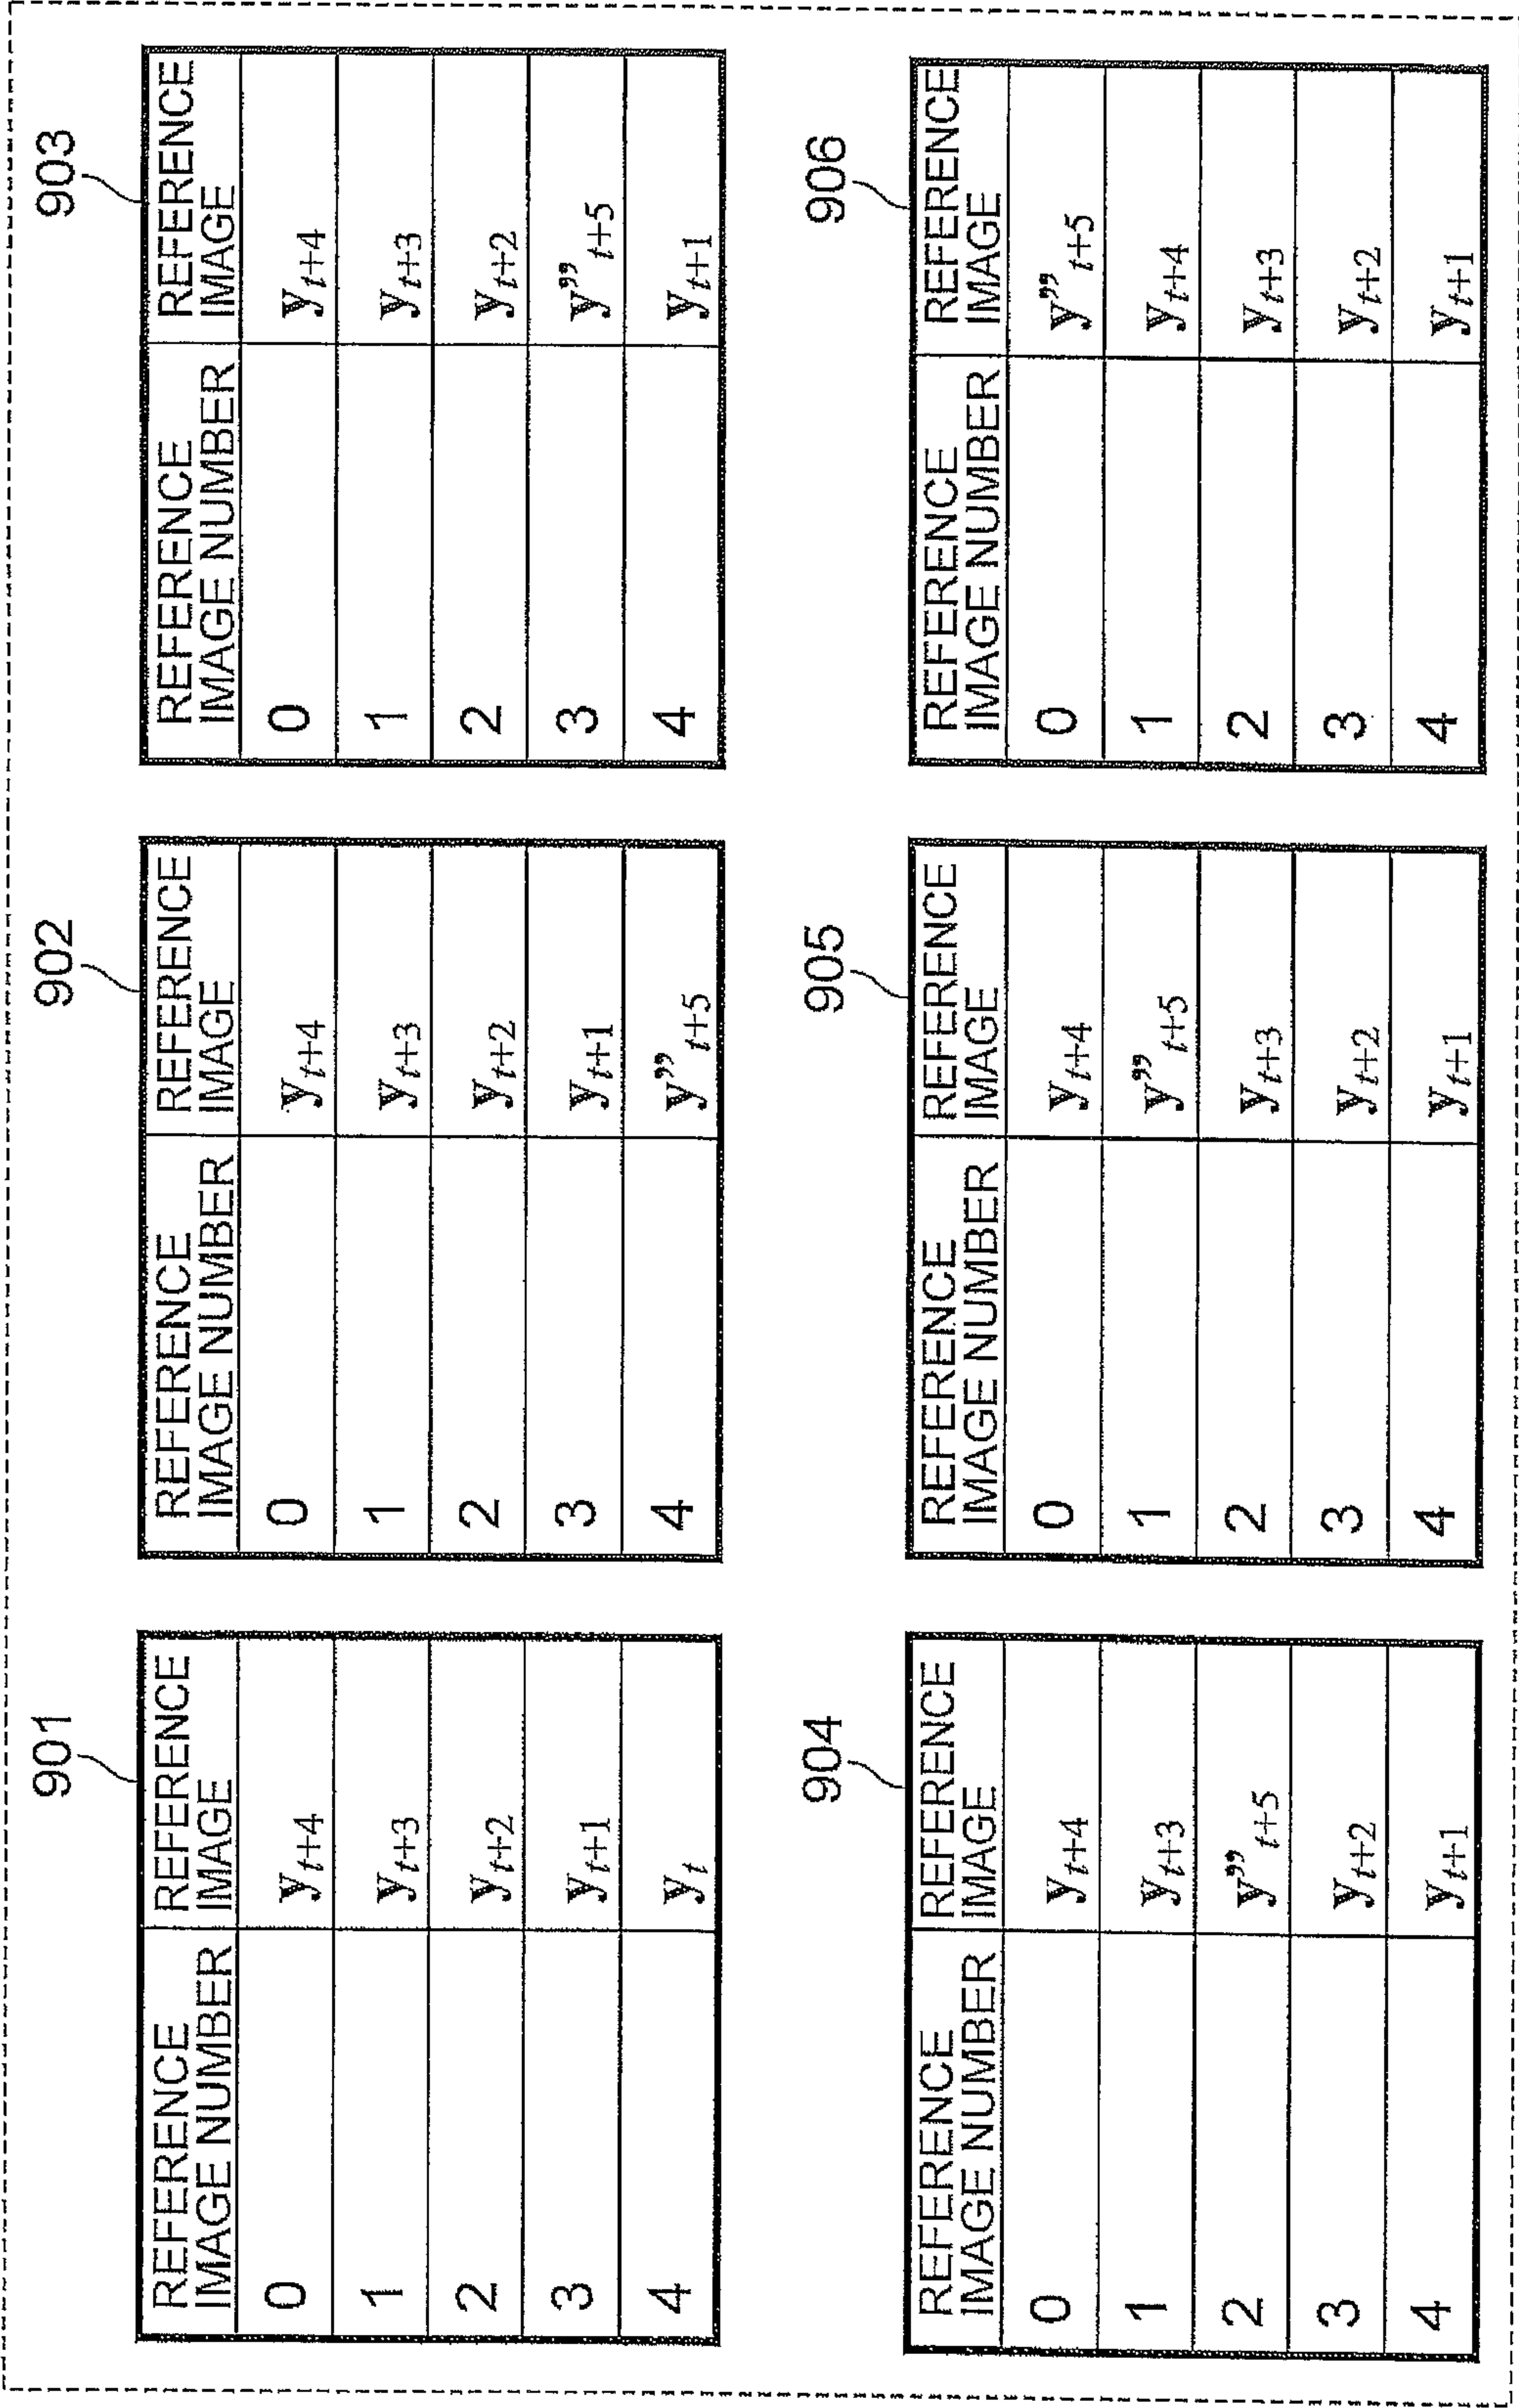 901
REFERENCE IMAGE NUMBER | REFERENCE IMAGE
0 | y_{t+4}
1 | y_{t+3}
2 | y_{t+2}
3 | y_{t+1}
4 | y_t
902
REFERENCE IMAGE NUMBER | REFERENCE IMAGE
0 | y_{t+4}
1 | y_{t+3}
2 | y_{t+2}
3 | y_{t+1}
4 | y”_{t+5}
903
REFERENCE IMAGE NUMBER | REFERENCE IMAGE
0 | y_{t+4}
1 | y_{t+3}
2 | y_{t+2}
3 | y”_{t+5}
4 | y_{t+1}
904
REFERENCE IMAGE NUMBER | REFERENCE IMAGE
0 | y_{t+4}
1 | y_{t+3}
2 | y”_{t+5}
3 | y_{t+2}
4 | y_{t+1}
905
REFERENCE IMAGE NUMBER | REFERENCE IMAGE
0 | y_{t+4}
1 | y”_{t+5}
2 | y_{t+3}
3 | y_{t+2}
4 | y_{t+1}
906
REFERENCE IMAGE NUMBER | REFERENCE IMAGE
0 | y”_{t+5}
1 | y_{t+4}
2 | y_{t+3}
3 | y_{t+2}
4 | y_{t+1}